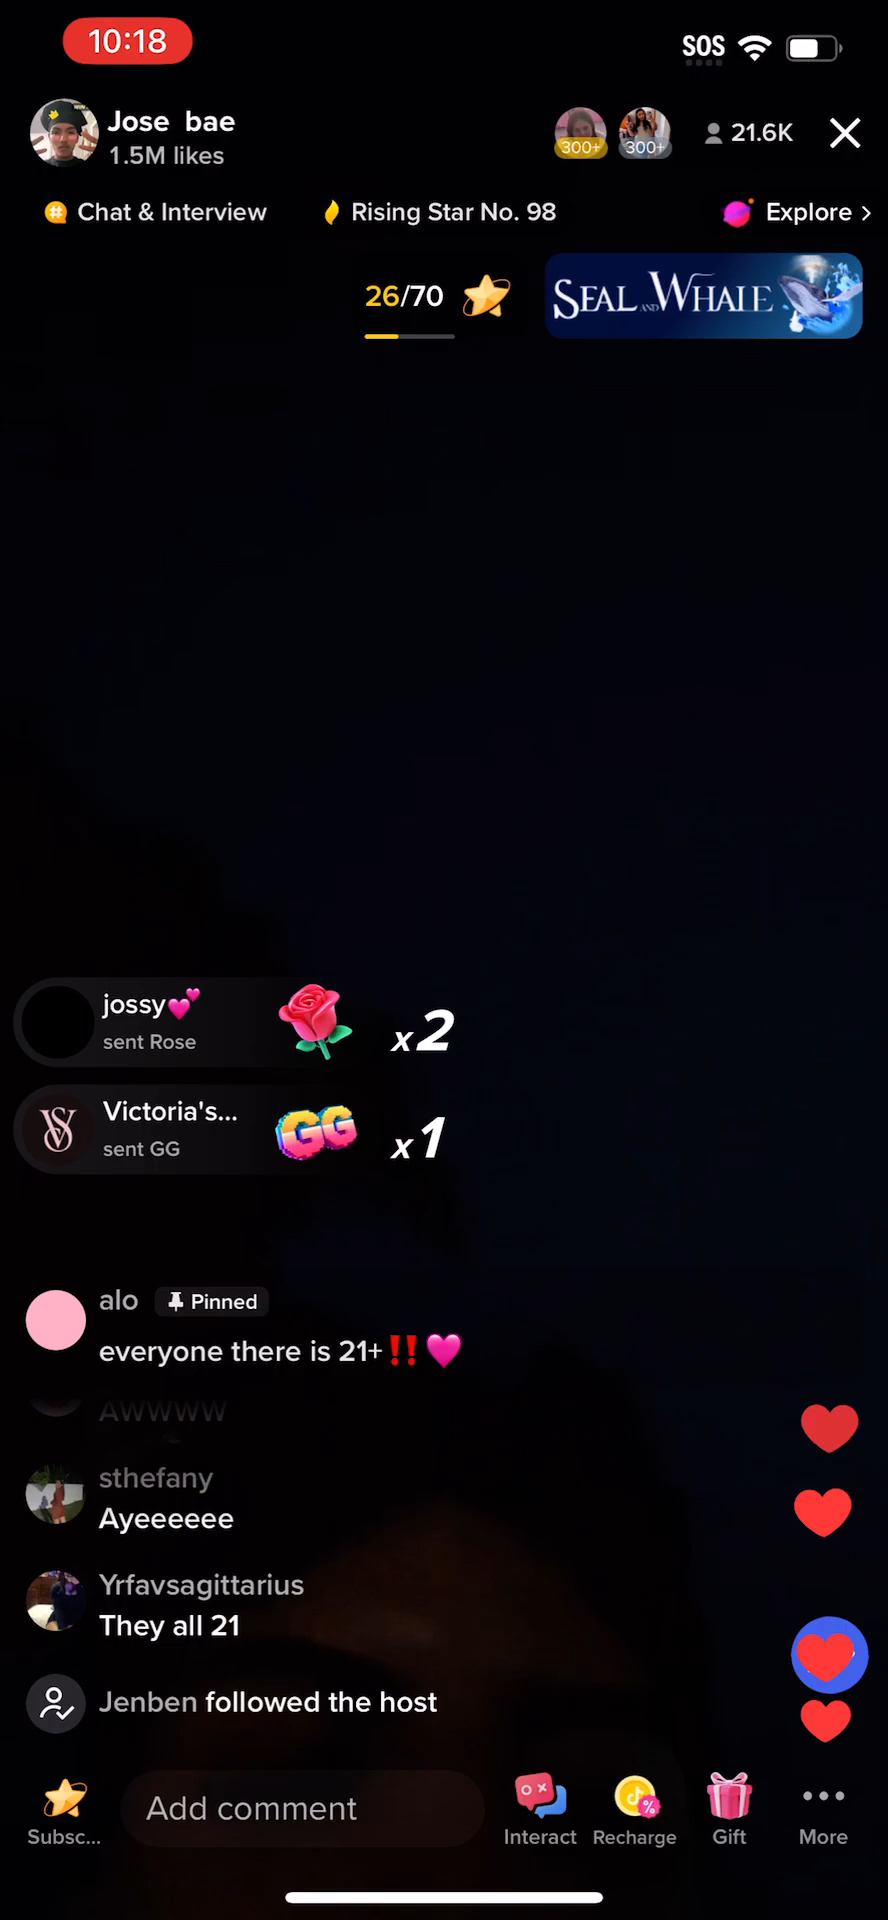 10:18
SOS
Jose bae
1.5M likes
300+
300+
21.6K
Chat & Interview
Rising Star No. 98
Explore >
26/70
SEAL AND WHALE
jossy💕
sent Rose
x2
Victoria's...
sent GG
GG
x1
alo
Pinned
everyone there is 21+‼️💗
AWWWW
sthefany
Ayeeeeee
Yrfavsagittarius
They all 21
Jenben followed the host
Add comment
Subsc...
Interact
Recharge
Gift
More